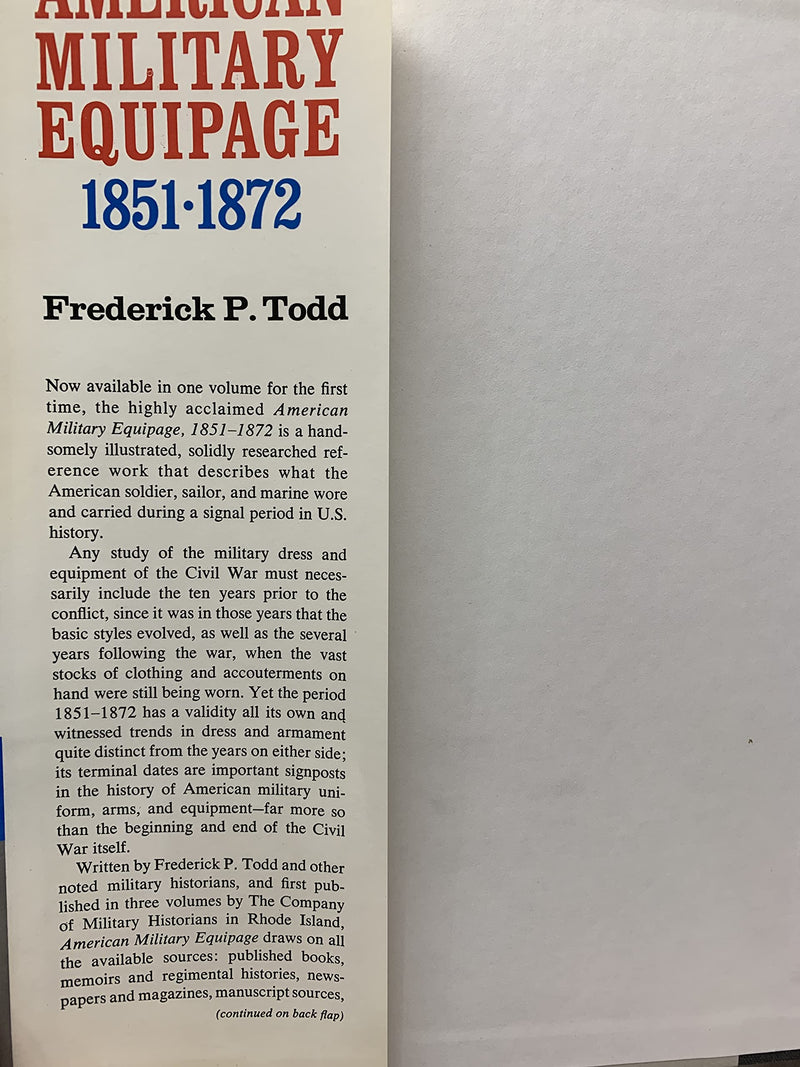 AMERICAN
MILITARY
EQUIPAGE
1851·1872
Frederick P. Todd
Now available in one volume for the first
time, the highly acclaimed American
Military Equipage, 1851–1872 is a hand-
somely illustrated, solidly researched ref-
erence work that describes what the
American soldier, sailor, and marine wore
and carried during a signal period in U.S.
history.
Any study of the military dress and
equipment of the Civil War must neces-
sarily include the ten years prior to the
conflict, since it was in those years that the
basic styles evolved, as well as the several
years following the war, when the vast
stocks of clothing and accouterments on
hand were still being worn. Yet the period
1851–1872 has a validity all its own and
witnessed trends in dress and armament
quite distinct from the years on either side;
its terminal dates are important signposts
in the history of American military uni-
form, arms, and equipment—far more so
than the beginning and end of the Civil
War itself.
Written by Frederick P. Todd and other
noted military historians, and first pub-
lished in three volumes by The Company
of Military Historians in Rhode Island,
American Military Equipage draws on all
the available sources: published books,
memoirs and regimental histories, news-
papers and magazines, manuscript sources,
(continued on back flap)